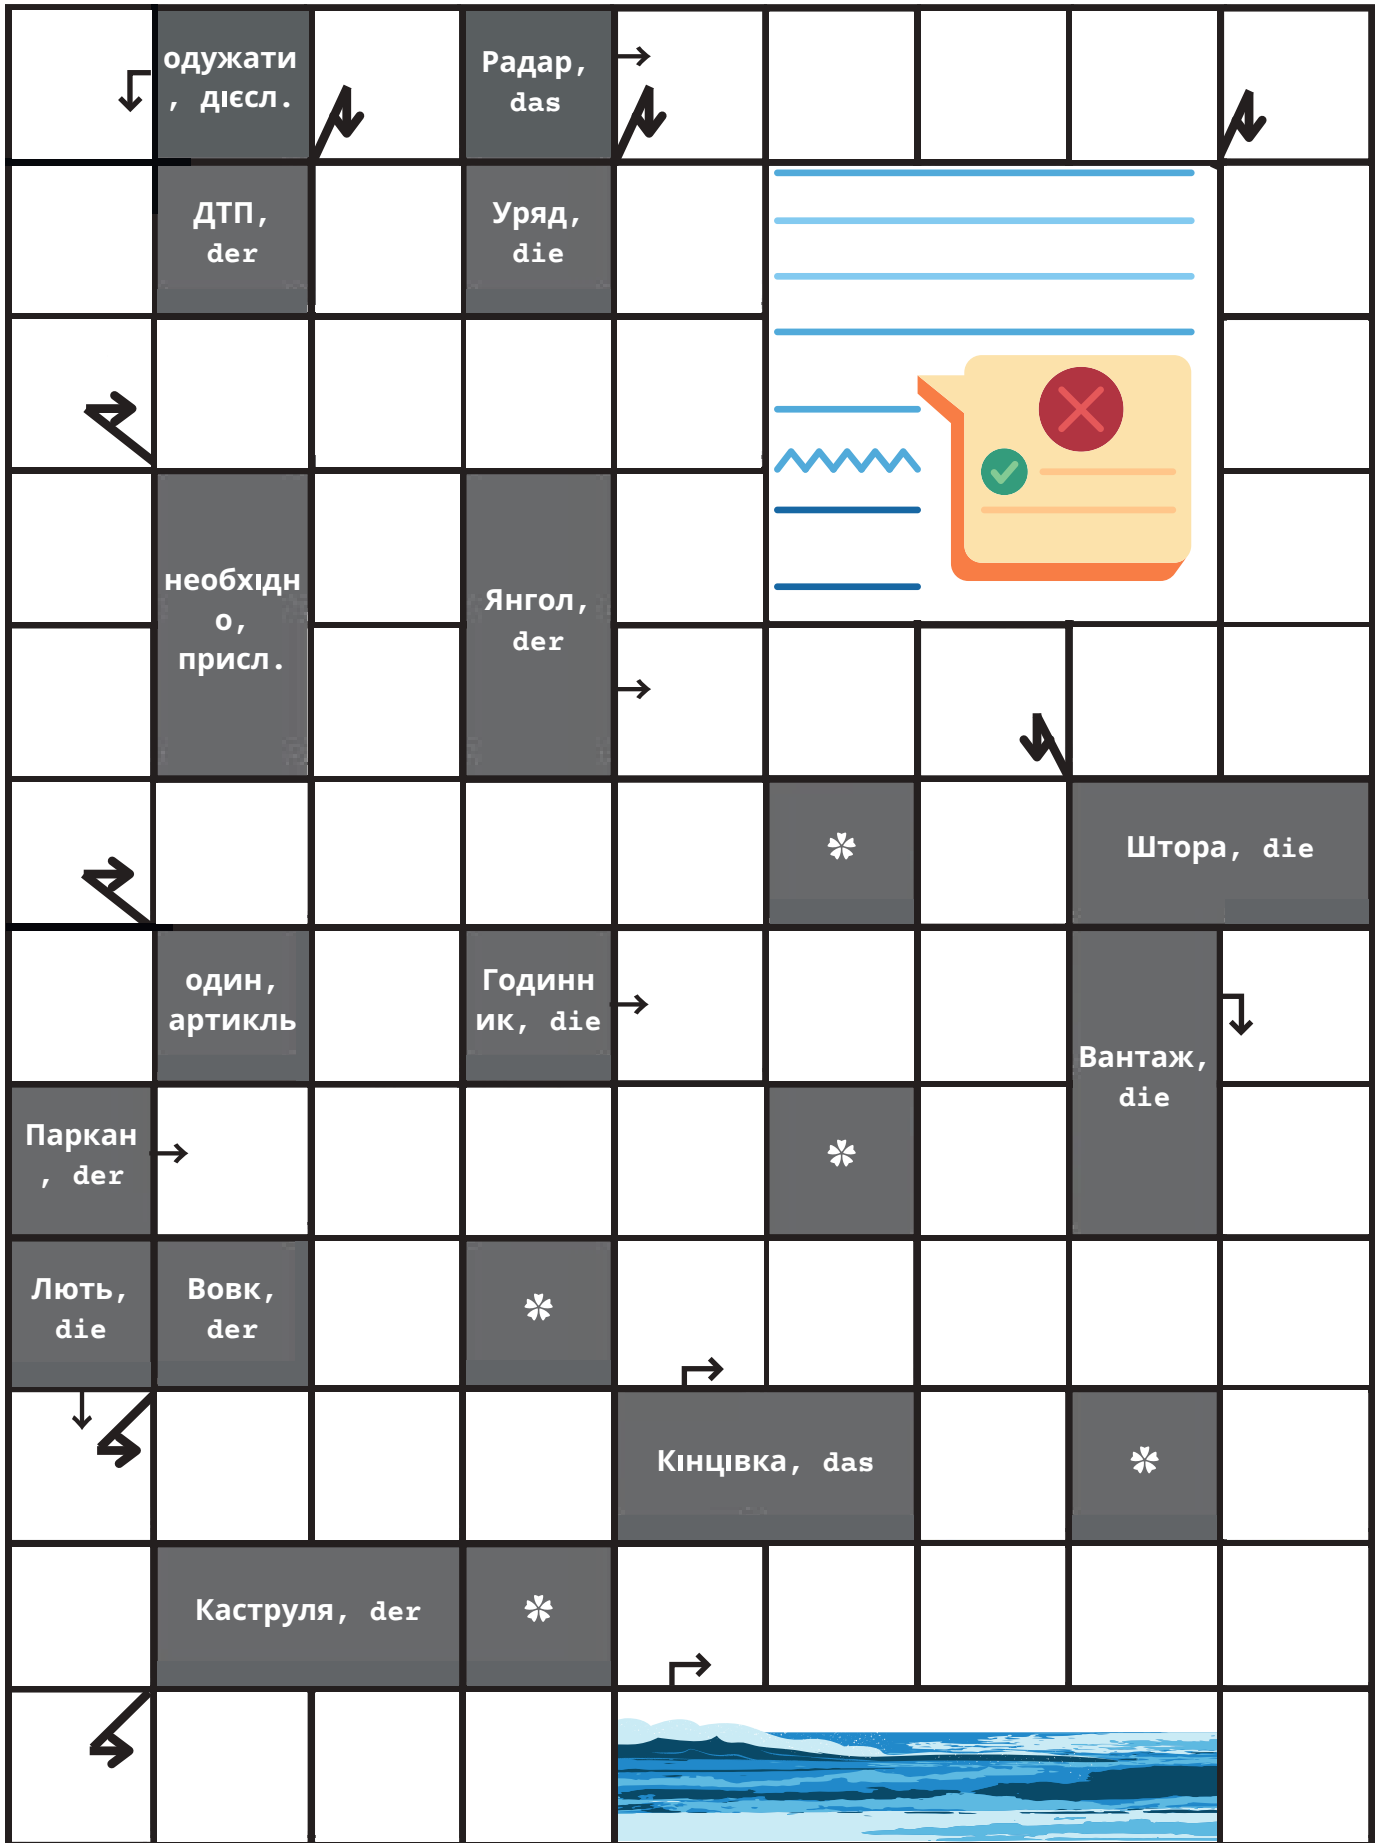 одужати
, дієсл.
Радар,
das
ДТП,
der
Уряд,
die
необхідн
о,
присл.
Янгол,
der
Штора, die
один,
артикль
Годинн
ик, die
Вантаж,
die
Паркан
, der
Лють,
die
Вовк,
der
Кінцівка, das
Каструля, der